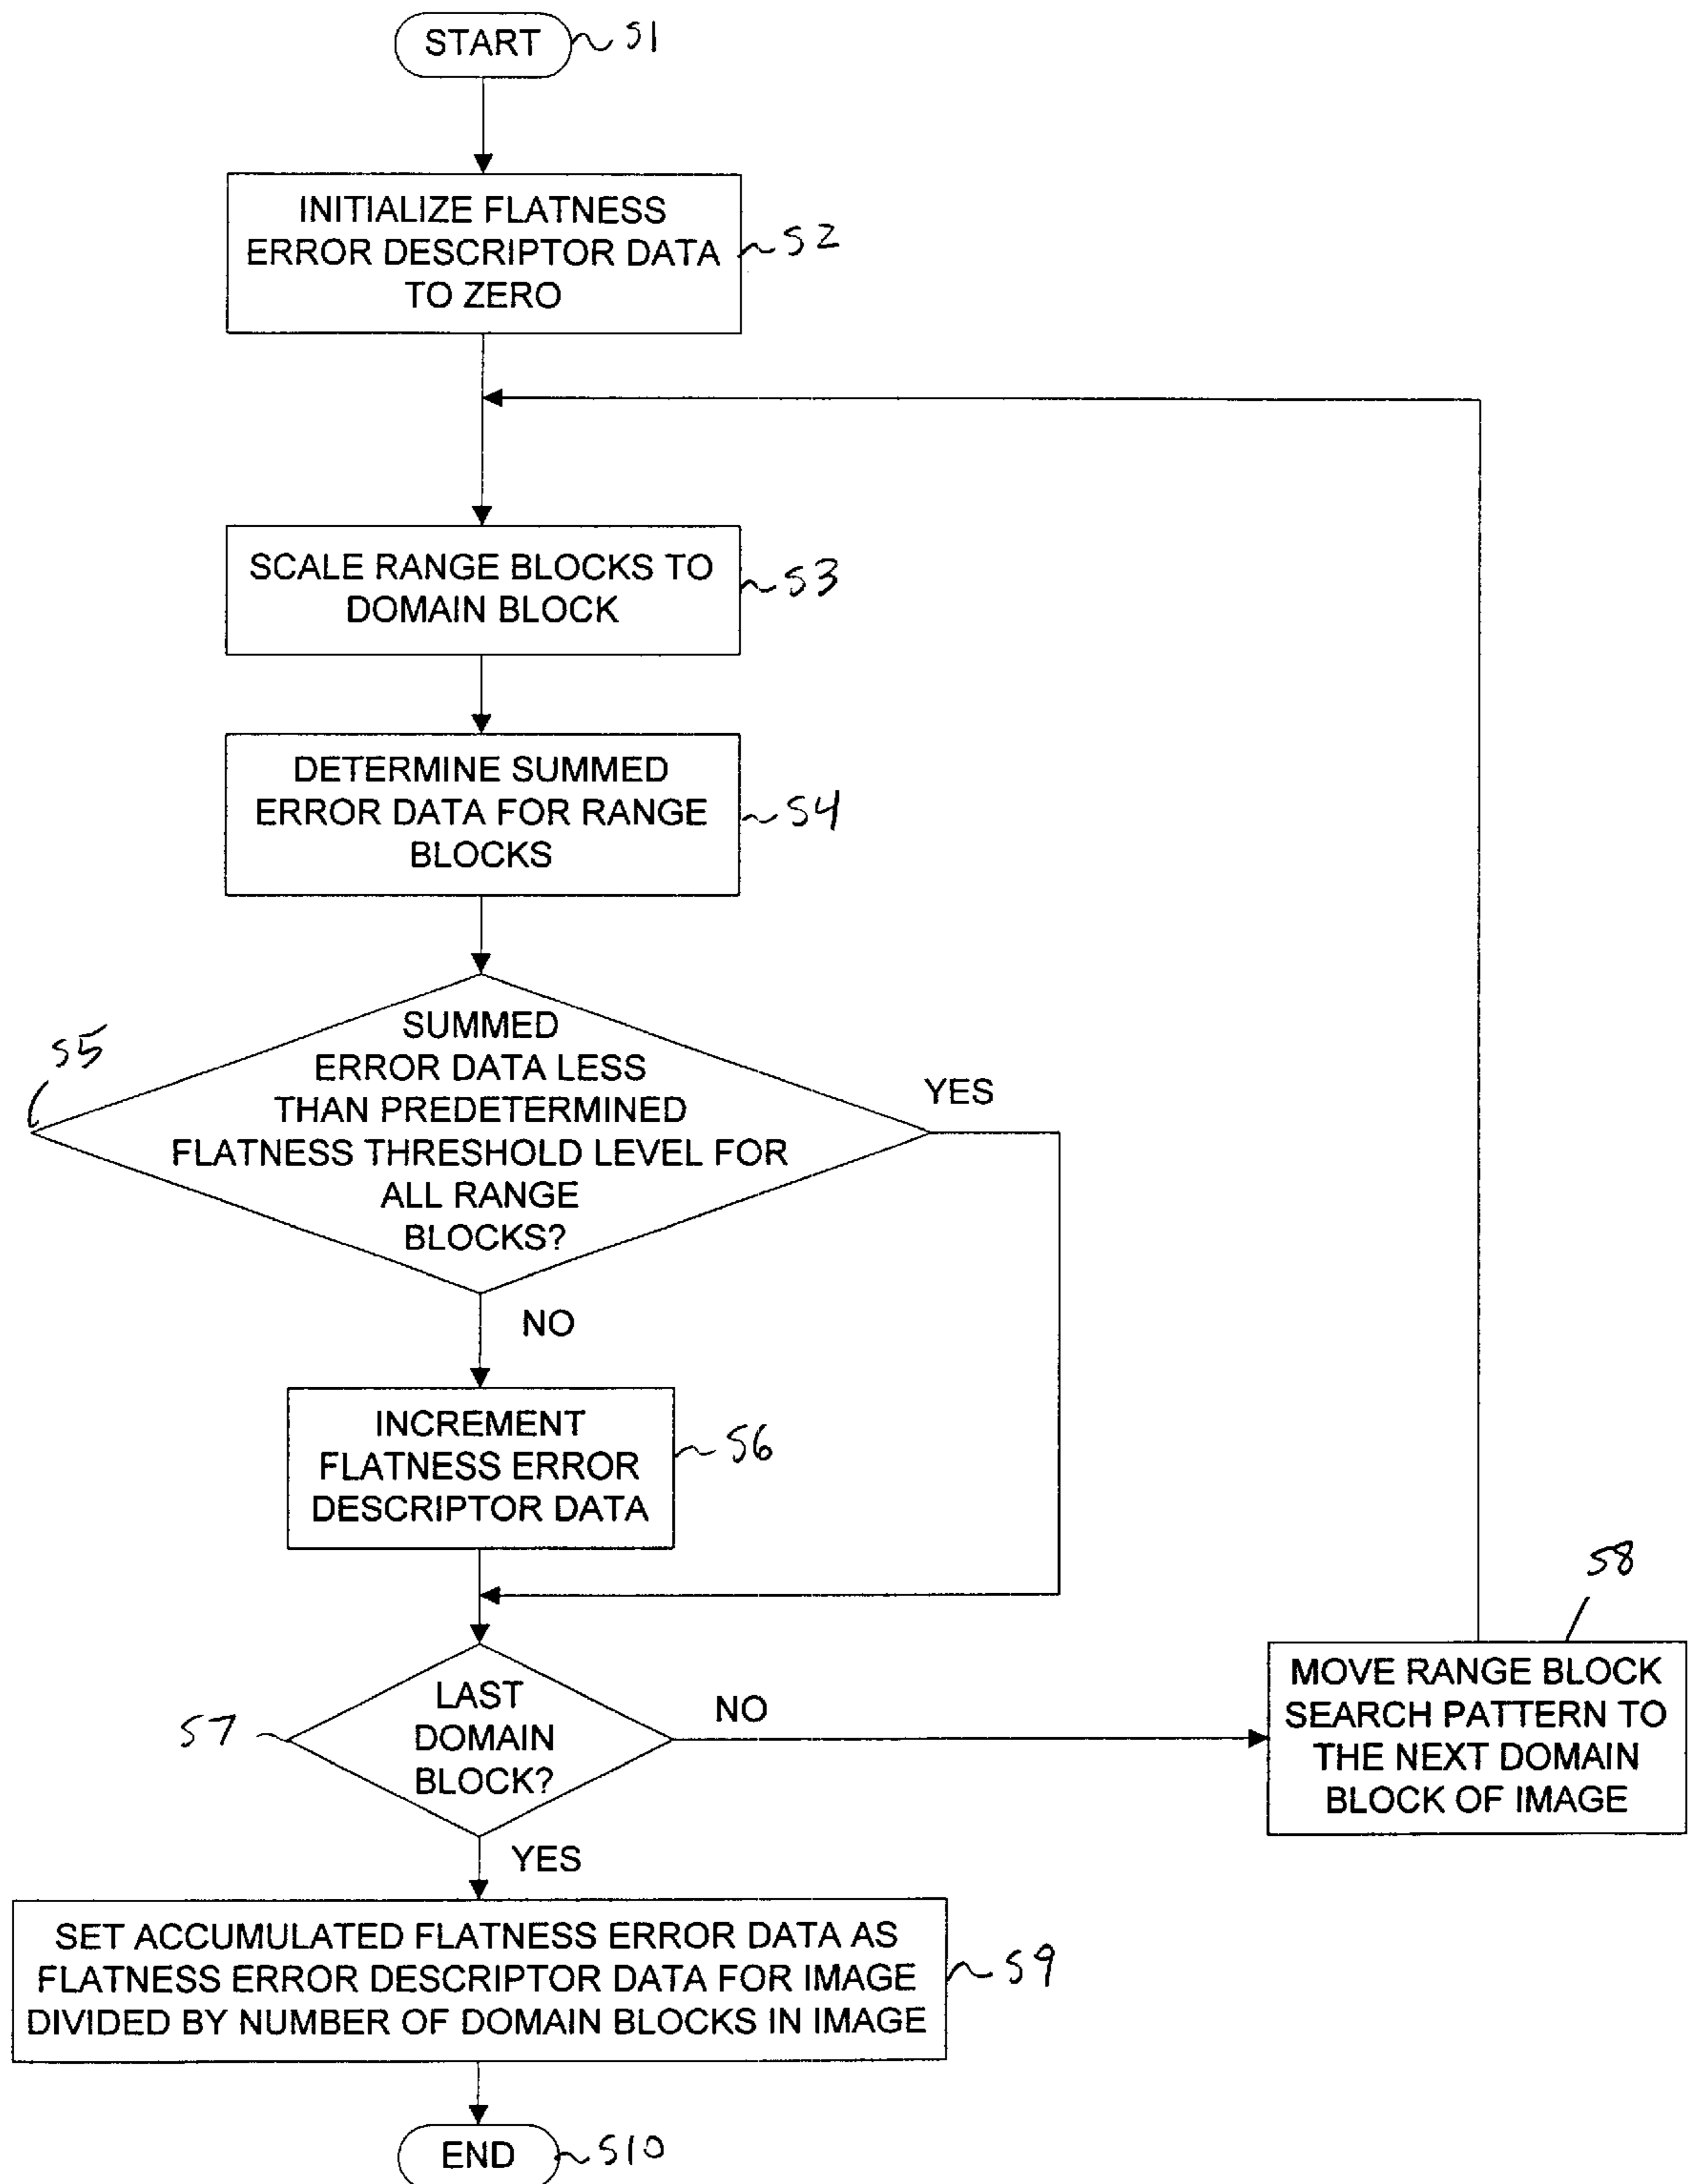 START
S1
INITIALIZE FLATNESS
ERROR DESCRIPTOR DATA
TO ZERO
S2
SCALE RANGE BLOCKS TO
DOMAIN BLOCK
S3
DETERMINE SUMMED
ERROR DATA FOR RANGE
BLOCKS
S4
S5
SUMMED
ERROR DATA LESS
THAN PREDETERMINED
FLATNESS THRESHOLD LEVEL FOR
ALL RANGE
BLOCKS?
YES
NO
INCREMENT
FLATNESS ERROR
DESCRIPTOR DATA
S6
S7
LAST
DOMAIN
BLOCK?
NO
S8
MOVE RANGE BLOCK
SEARCH PATTERN TO
THE NEXT DOMAIN
BLOCK OF IMAGE
YES
SET ACCUMULATED FLATNESS ERROR DATA AS
FLATNESS ERROR DESCRIPTOR DATA FOR IMAGE
DIVIDED BY NUMBER OF DOMAIN BLOCKS IN IMAGE
S9
END
S10